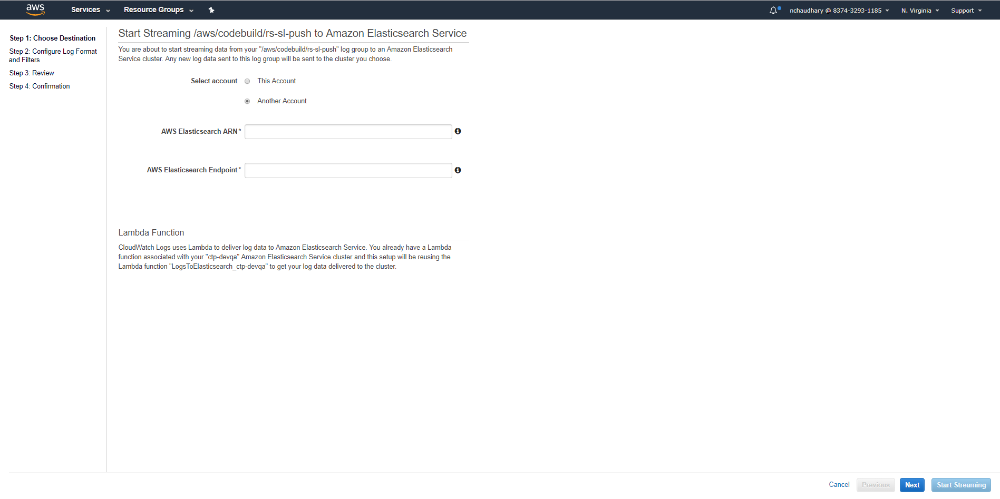 aws
Services
Resource Groups
nchaudhary @ 8374-3293-1185
N. Virginia
Support
Step 1: Choose Destination
Step 2: Configure Log Format
and Filters
Step 3: Review
Step 4: Confirmation
Start Streaming /aws/codebuild/rs-sl-push to Amazon Elasticsearch Service
You are about to start streaming data from your "/aws/codebuild/rs-sl-push" log group to an Amazon Elasticsearch
Service cluster. Any new log data sent to this log group will be sent to the cluster you choose.
Select account
This Account
Another Account
AWS Elasticsearch ARN*
AWS Elasticsearch Endpoint*
Lambda Function
CloudWatch Logs uses Lambda to deliver log data to Amazon Elasticsearch Service. You already have a Lambda
function associated with your "ctp-devqa" Amazon Elasticsearch Service cluster and this setup will be reusing the
Lambda function "LogsToElasticsearch_ctp-devqa" to get your log data delivered to the cluster.
Cancel
Previous
Next
Start Streaming